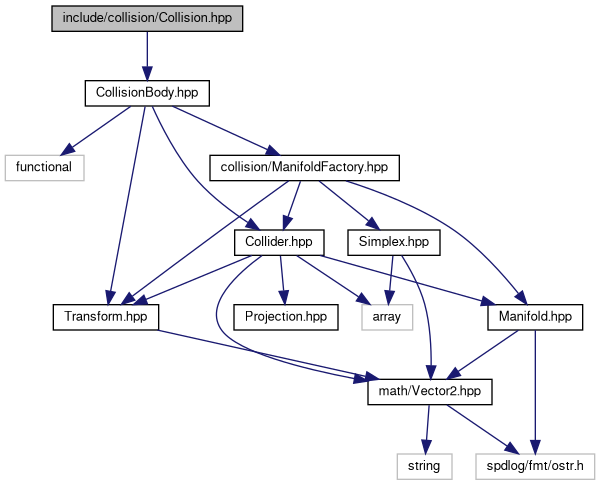 include/collision/Collision.hpp
CollisionBody.hpp
functional
collision/ManifoldFactory.hpp
Collider.hpp
Simplex.hpp
Transform.hpp
Projection.hpp
array
Manifold.hpp
math/Vector2.hpp
string
spdlog/fmt/ostr.h